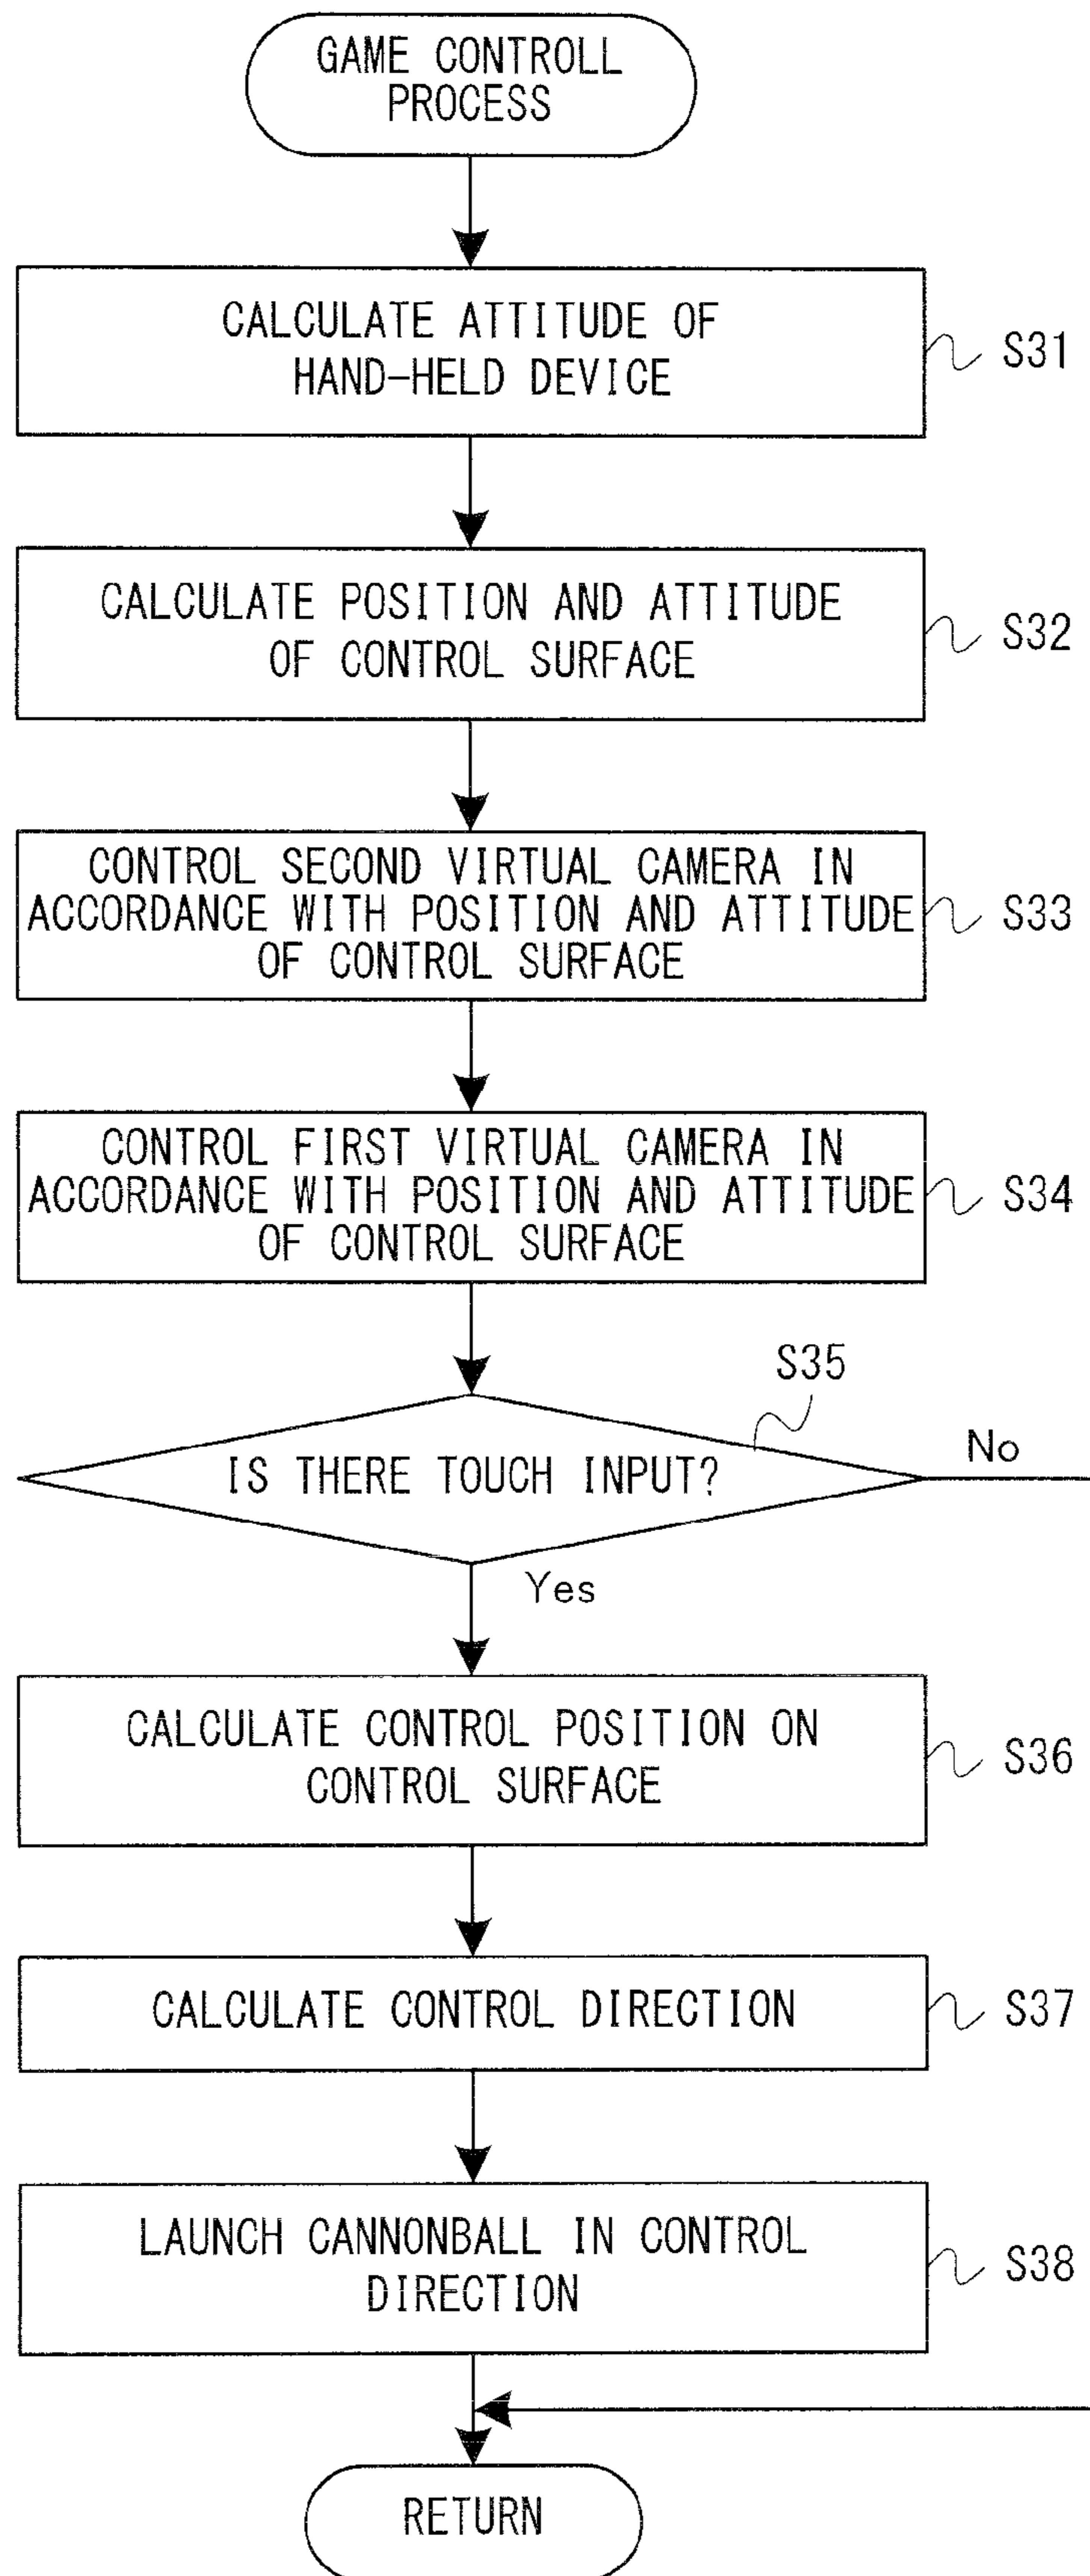 GAME CONTROLL
PROCESS
CALCULATE ATTITUDE OF
HAND-HELD DEVICE
S31
CALCULATE POSITION AND ATTITUDE
OF CONTROL SURFACE
S32
CONTROL SECOND VIRTUAL CAMERA IN
ACCORDANCE WITH POSITION AND ATTITUDE
OF CONTROL SURFACE
S33
CONTROL FIRST VIRTUAL CAMERA IN
ACCORDANCE WITH POSITION AND ATTITUDE
OF CONTROL SURFACE
S34
S35
IS THERE TOUCH INPUT?
No
Yes
CALCULATE CONTROL POSITION ON
CONTROL SURFACE
S36
CALCULATE CONTROL DIRECTION
S37
LAUNCH CANNONBALL IN CONTROL
DIRECTION
S38
RETURN